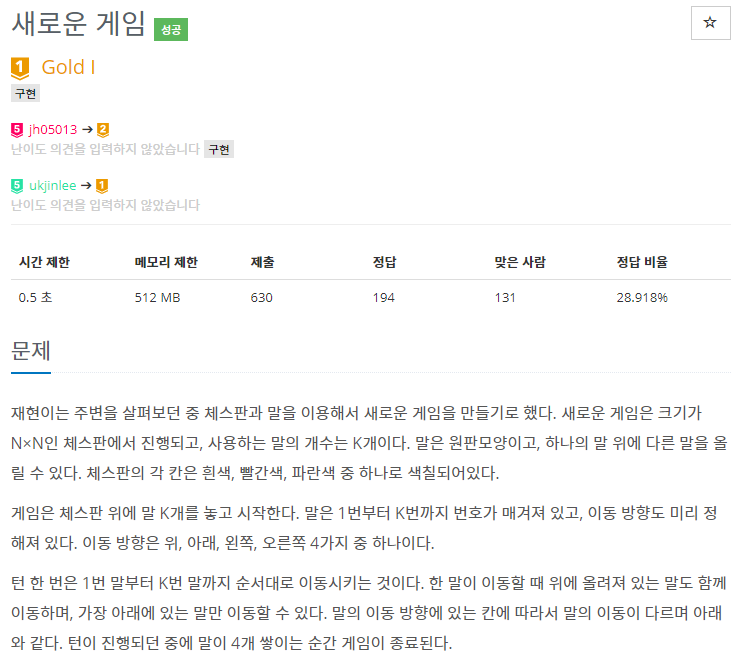 새로운 게임 성공
☆
1 Gold I
구현
5 jh05013 → 2
난이도 의견을 입력하지 않았습니다 구현
5 ukjinlee → 1
난이도 의견을 입력하지 않았습니다
시간 제한 메모리 제한 제출 정답 맞은 사람 정답 비율
0.5 초 512 MB 630 194 131 28.918%
문제
재현이는 주변을 살펴보던 중 체스판과 말을 이용해서 새로운 게임을 만들기로 했다. 새로운 게임은 크기가
N×N인 체스판에서 진행되고, 사용하는 말의 개수는 K개이다. 말은 원판모양이고, 하나의 말 위에 다른 말을 올
릴 수 있다. 체스판의 각 칸은 흰색, 빨간색, 파란색 중 하나로 색칠되어있다.
게임은 체스판 위에 말 K개를 놓고 시작한다. 말은 1번부터 K번까지 번호가 매겨져 있고, 이동 방향도 미리 정
해져 있다. 이동 방향은 위, 아래, 왼쪽, 오른쪽 4가지 중 하나이다.
턴 한 번은 1번 말부터 K번 말까지 순서대로 이동시키는 것이다. 한 말이 이동할 때 위에 올려져 있는 말도 함께
이동하며, 가장 아래에 있는 말만 이동할 수 있다. 말의 이동 방향에 있는 칸에 따라서 말의 이동이 다르며 아래
와 같다. 턴이 진행되던 중에 말이 4개 쌓이는 순간 게임이 종료된다.